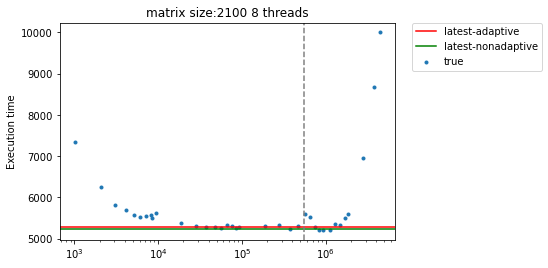 matrix size:2100 8 threads
Execution time
10000
9000
8000
7000
6000
5000
10³
10⁴
10⁵
10⁶
latest-adaptive
latest-nonadaptive
true